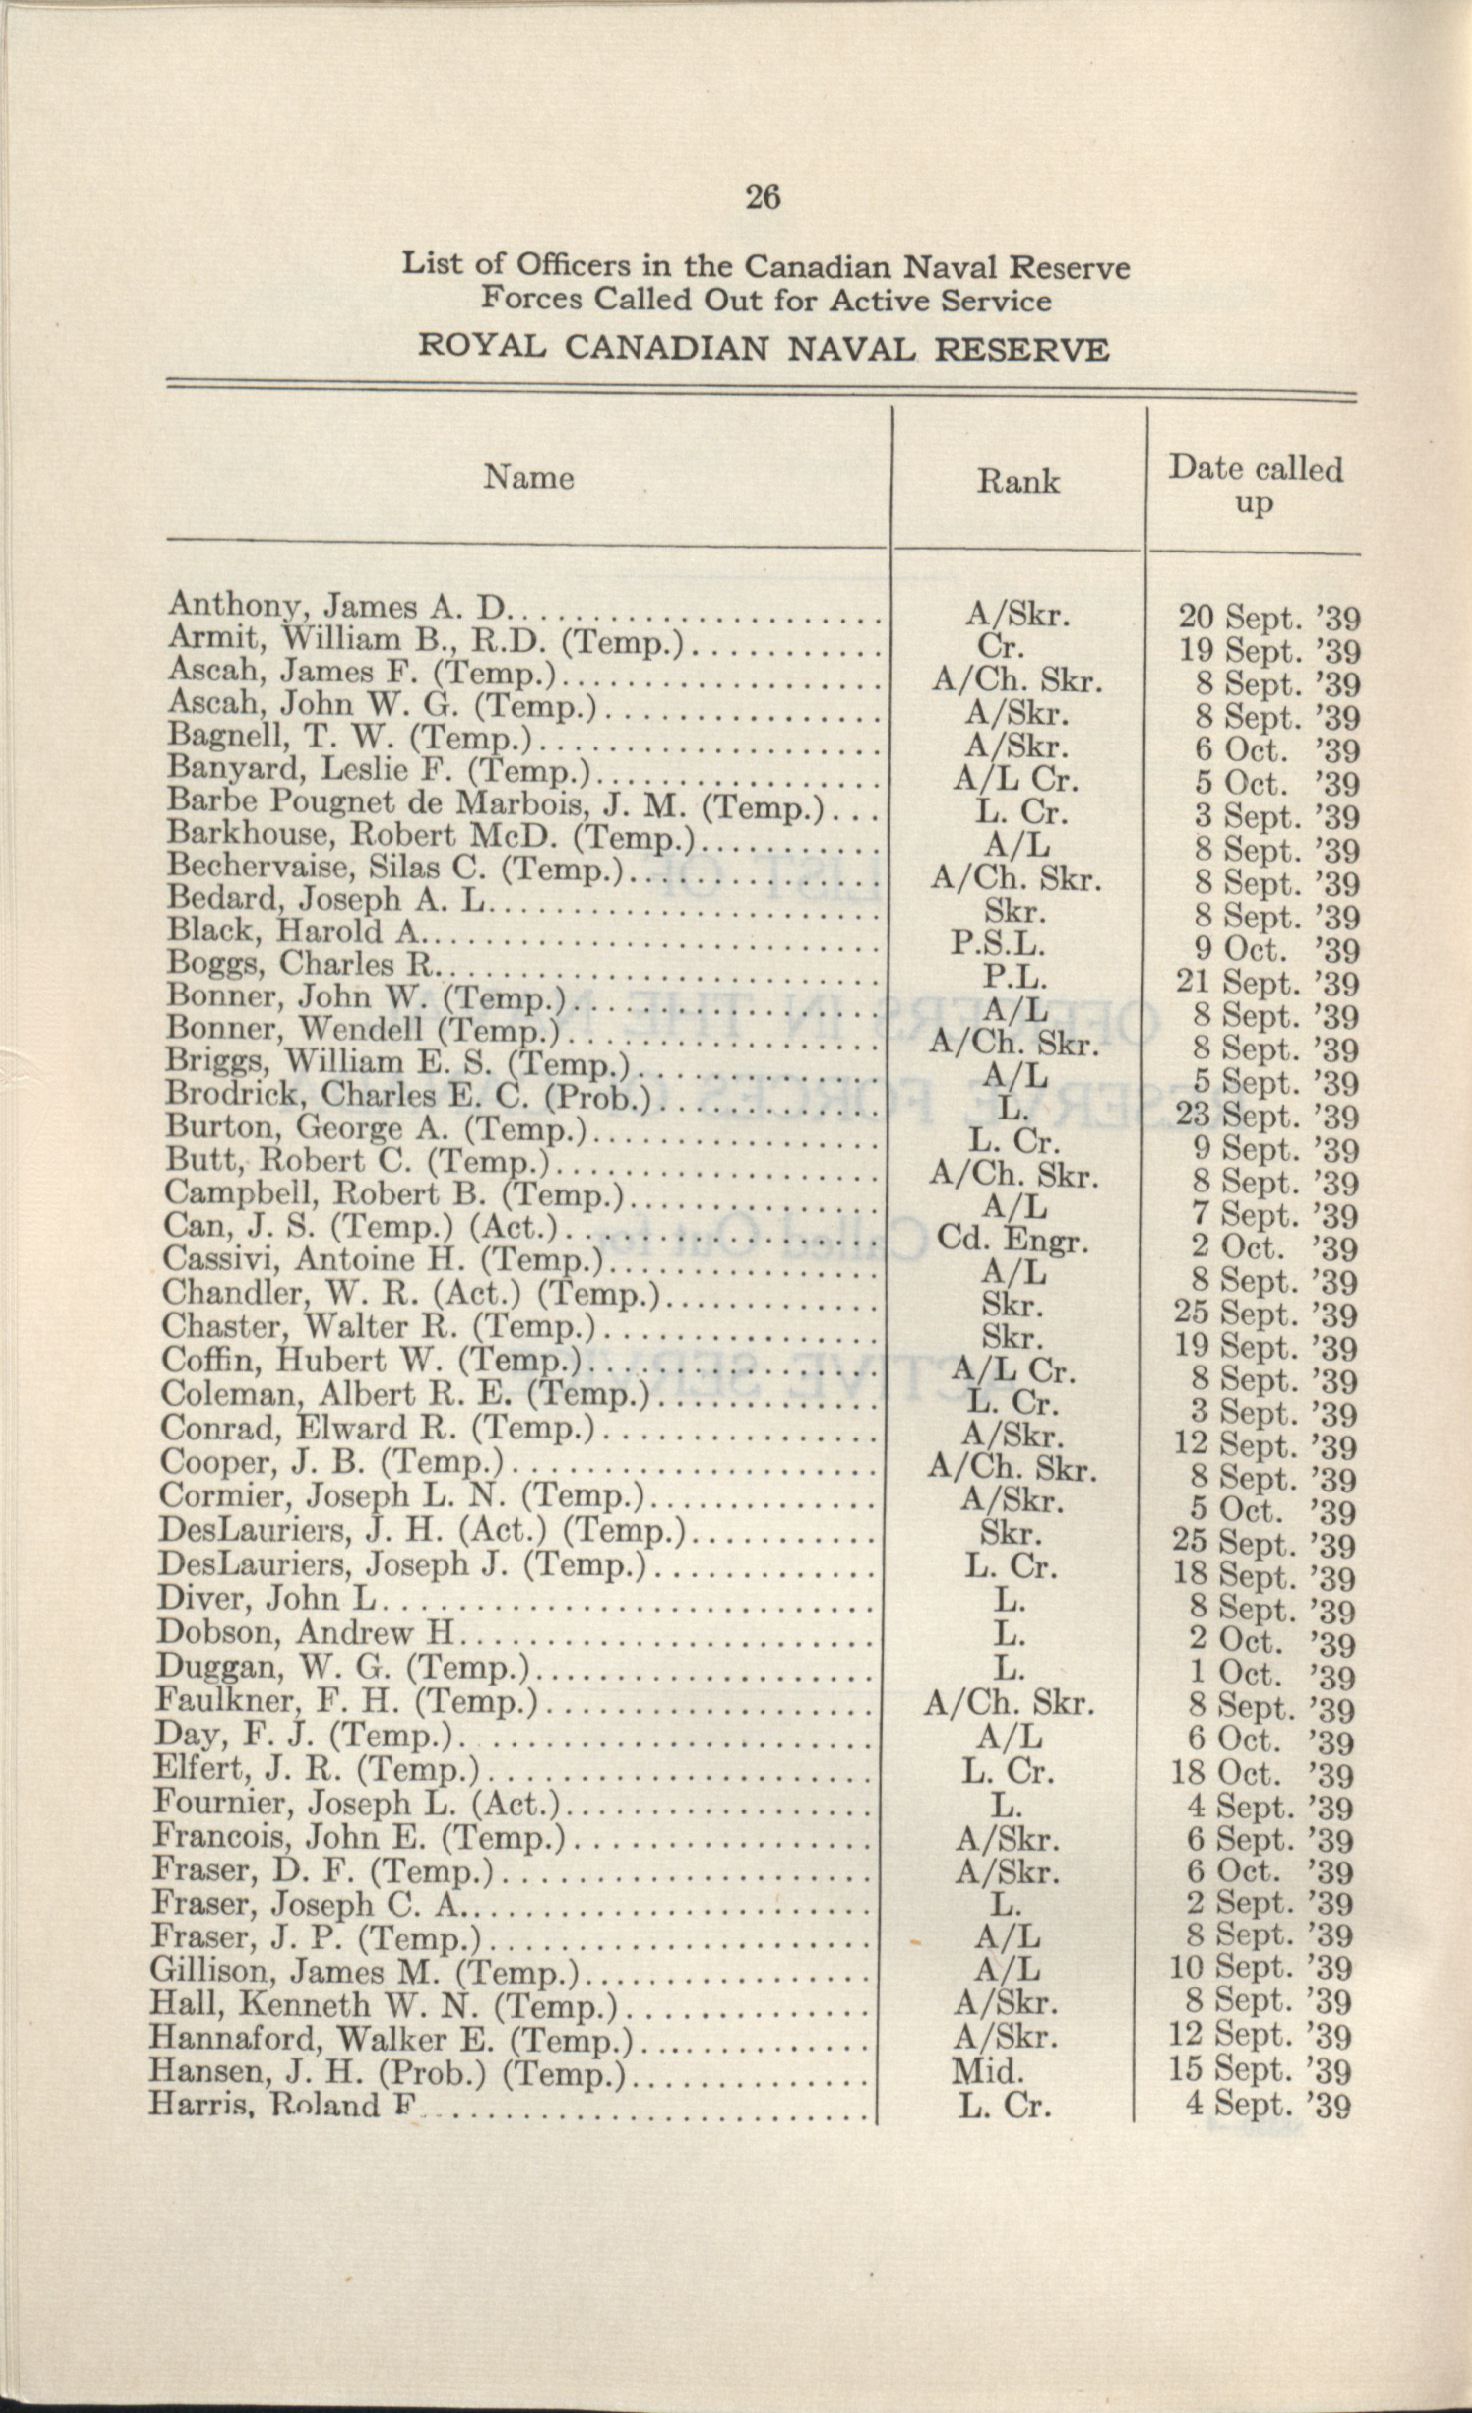 26
List of Officers in the Canadian Naval Reserve
Forces Called Out for Active Service
ROYAL CANADIAN NAVAL RESERVE
Name Rank Date called up
Anthony, James A. D. A/Skr. 20 Sept. '39
Armit, William B., R.D. (Temp.) Cr. 19 Sept. '39
Ascah, James F. (Temp.) A/Ch. Skr. 8 Sept. '39
Ascah, John W. G. (Temp.) A/Skr. 8 Sept. '39
Bagnell, T. W. (Temp.) A/Skr. 6 Oct. '39
Banyard, Leslie F. (Temp.) A/L Cr. 5 Oct. '39
Barbe Pougnet de Marbois, J. M. (Temp.) L. Cr. 3 Sept. '39
Barkhouse, Robert McD. (Temp.) A/L 8 Sept. '39
Bechervaise, Silas C. (Temp.) A/Ch. Skr. 8 Sept. '39
Bedard, Joseph A. L. Skr. 8 Sept. '39
Black, Harold A. P.S.L. 9 Oct. '39
Boggs, Charles R. P.L. 21 Sept. '39
Bonner, John W. (Temp.) A/L 8 Sept. '39
Bonner, Wendell (Temp.) A/Ch. Skr. 8 Sept. '39
Briggs, William E. S. (Temp.) A/L 5 Sept. '39
Brodrick, Charles E. C. (Prob.) L. 23 Sept. '39
Burton, George A. (Temp.) L. Cr. 9 Sept. '39
Butt, Robert C. (Temp.) A/Ch. Skr. 8 Sept. '39
Campbell, Robert B. (Temp.) A/L 7 Sept. '39
Can, J. S. (Temp.) (Act.) Cd. Engr. 2 Oct. '39
Cassivi, Antoine H. (Temp.) A/L 8 Sept. '39
Chandler, W. R. (Act.) (Temp.) Skr. 25 Sept. '39
Chaster, Walter R. (Temp.) Skr. 19 Sept. '39
Coffin, Hubert W. (Temp.) A/L Cr. 8 Sept. '39
Coleman, Albert R. E. (Temp.) L. Cr. 3 Sept. '39
Conrad, Elward R. (Temp.) A/Skr. 12 Sept. '39
Cooper, J. B. (Temp.) A/Ch. Skr. 8 Sept. '39
Cormier, Joseph L. N. (Temp.) A/Skr. 5 Oct. '39
DesLauriers, J. H. (Act.) (Temp.) Skr. 25 Sept. '39
DesLauriers, Joseph J. (Temp.) L. Cr. 18 Sept. '39
Diver, John L. L. 8 Sept. '39
Dobson, Andrew H. L. 2 Oct. '39
Duggan, W. G. (Temp.) L. 1 Oct. '39
Faulkner, F. H. (Temp.) A/Ch. Skr. 8 Sept. '39
Day, F. J. (Temp.) A/L 6 Oct. '39
Elfert, J. R. (Temp.) L. Cr. 18 Oct. '39
Fournier, Joseph L. (Act.) L. 4 Sept. '39
Francois, John E. (Temp.) A/Skr. 6 Sept. '39
Fraser, D. F. (Temp.) A/Skr. 6 Oct. '39
Fraser, Joseph C. A. L. 2 Sept. '39
Fraser, J. P. (Temp.) A/L 8 Sept. '39
Gillison, James M. (Temp.) A/L 10 Sept. '39
Hall, Kenneth W. N. (Temp.) A/Skr. 8 Sept. '39
Hannaford, Walker E. (Temp.) A/Skr. 12 Sept. '39
Hansen, J. H. (Prob.) (Temp.) Mid. 15 Sept. '39
Harris, Roland F. L. Cr. 4 Sept. '39